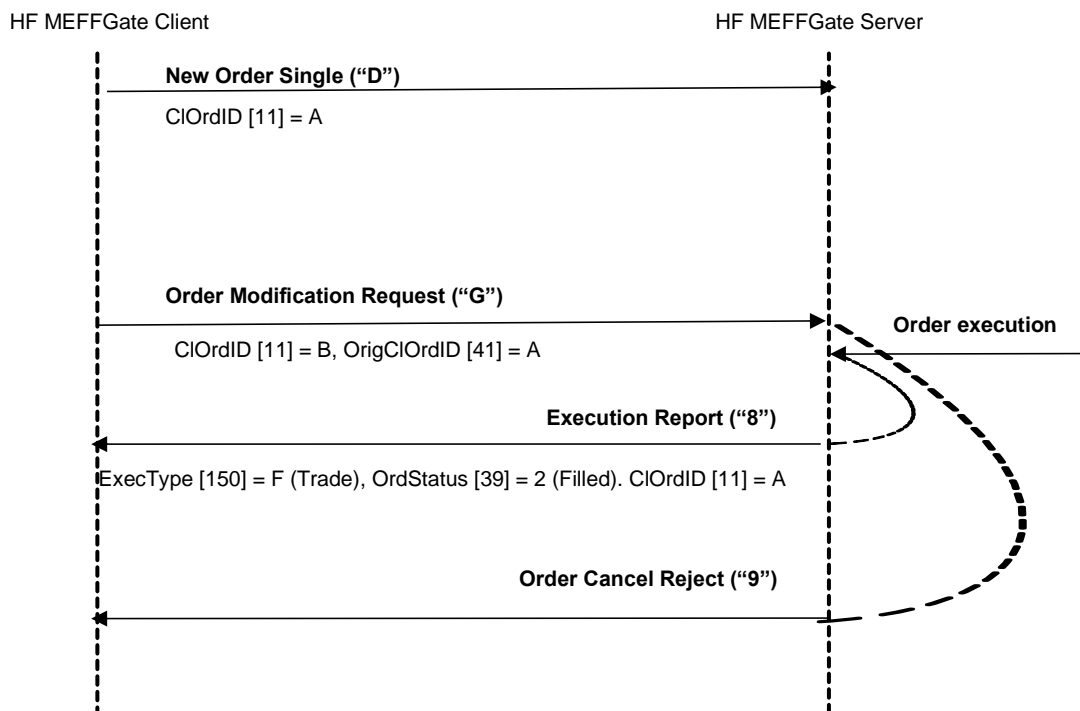 HF MEFFGate Client
HF MEFFGate Server
New Order Single (“D”)
ClOrdID [11] = A
Order Modification Request (“G”)
Order execution
ClOrdID [11] = B, OrigClOrdID [41] = A
Execution Report (“8”)
ExecType [150] = F (Trade), OrdStatus [39] = 2 (Filled). ClOrdID [11] = A
Order Cancel Reject (“9”)